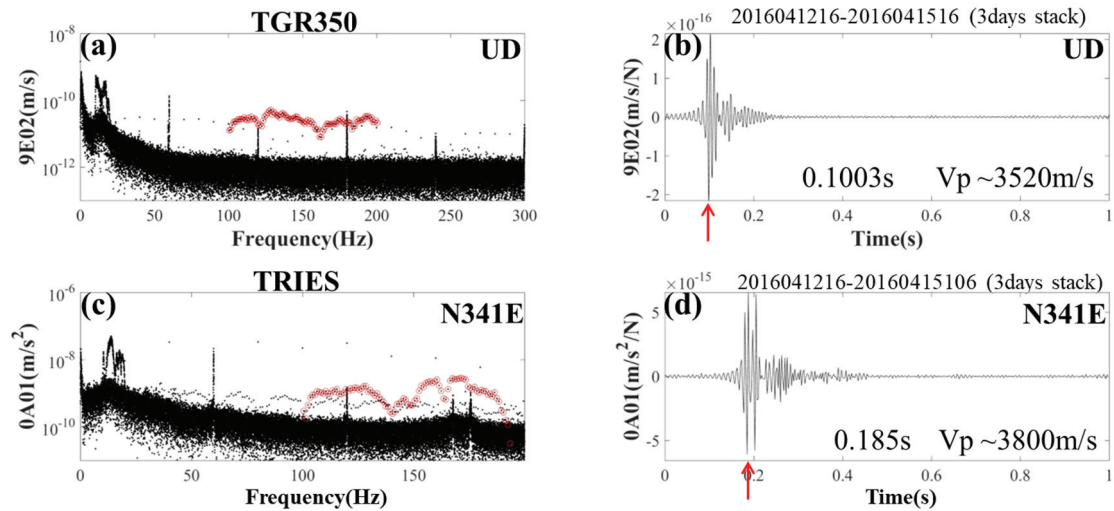 TGR350
(a)
UD
10^-8
10^-10
10^-12
9E02(m/s)
0 50 100 150 200 250 300
Frequency(Hz)
×10^-16
2016041216-2016041516 (3days stack)
(b)
UD
2
1
0
-1
-2
9E02(m/s/N)
0.1003s Vp ~3520m/s
0 0.2 0.4 0.6 0.8 1
Time(s)
TRIES
(c)
N341E
10^-6
10^-8
10^-10
0A01(m/s^2)
0 50 100 150
Frequency(Hz)
×10^-15
2016041216-20160415106 (3days stack)
(d)
N341E
5
0
-5
0A01(m/s^2/N)
0.185s Vp ~3800m/s
0 0.2 0.4 0.6 0.8 1
Time(s)